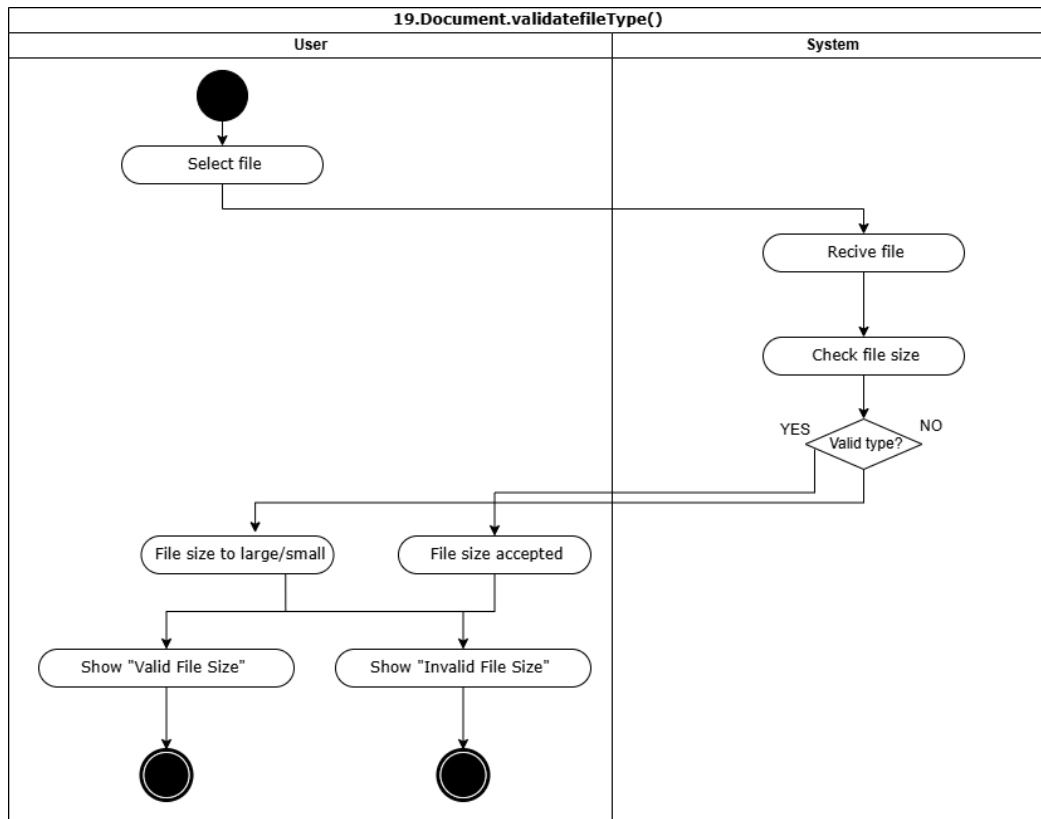 19.Document.validatefileType()
User
System
Select file
Recive file
Check file size
YES
NO
Valid type?
File size to large/small
File size accepted
Show "Valid File Size"
Show "Invalid File Size"